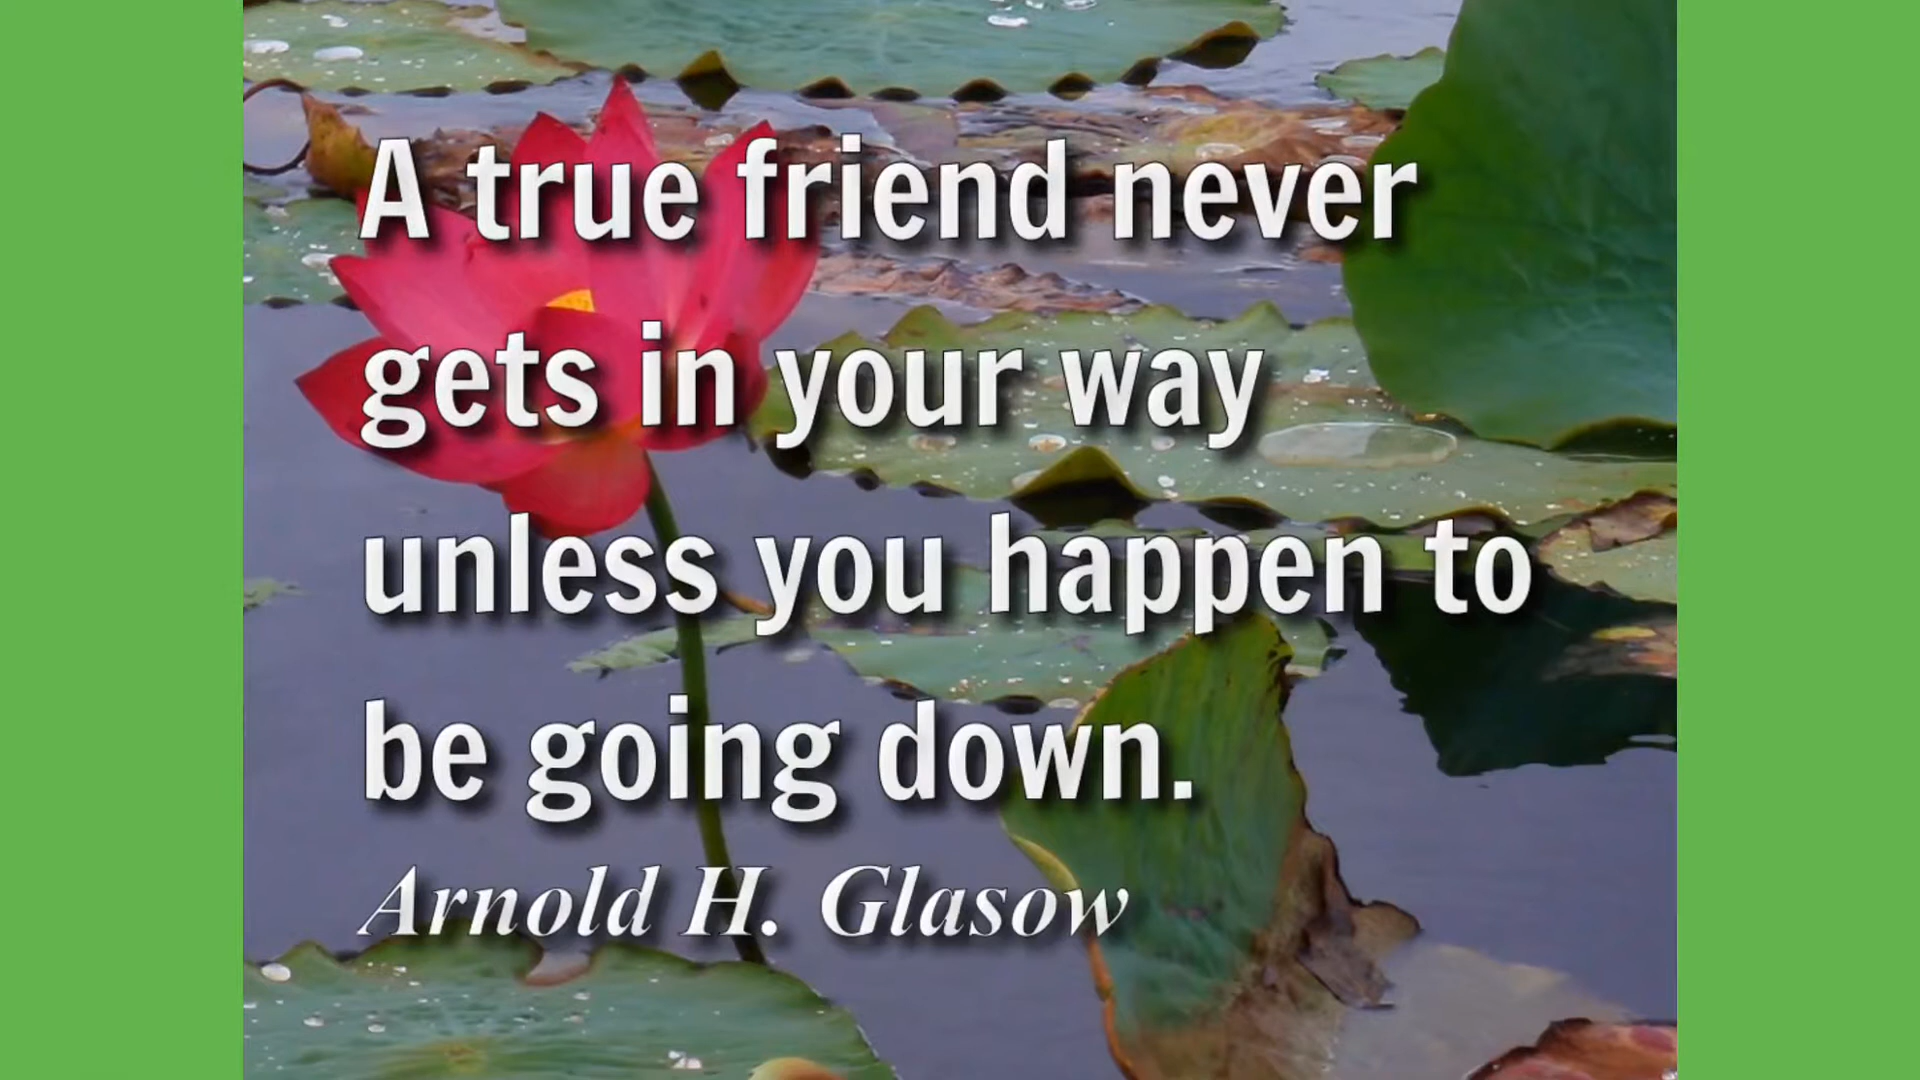 A true friend never
gets in your way
unless you happen to
be going down.
Arnold H. Glasow